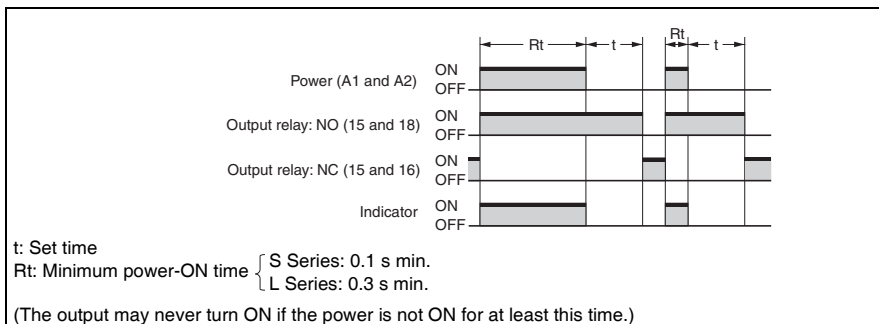 Rt t Rt t
Power (A1 and A2) ON
OFF
Output relay: NO (15 and 18) ON
OFF
Output relay: NC (15 and 16) ON
OFF
Indicator ON
OFF
t: Set time
Rt: Minimum power-ON time { S Series: 0.1 s min.
L Series: 0.3 s min.
(The output may never turn ON if the power is not ON for at least this time.)